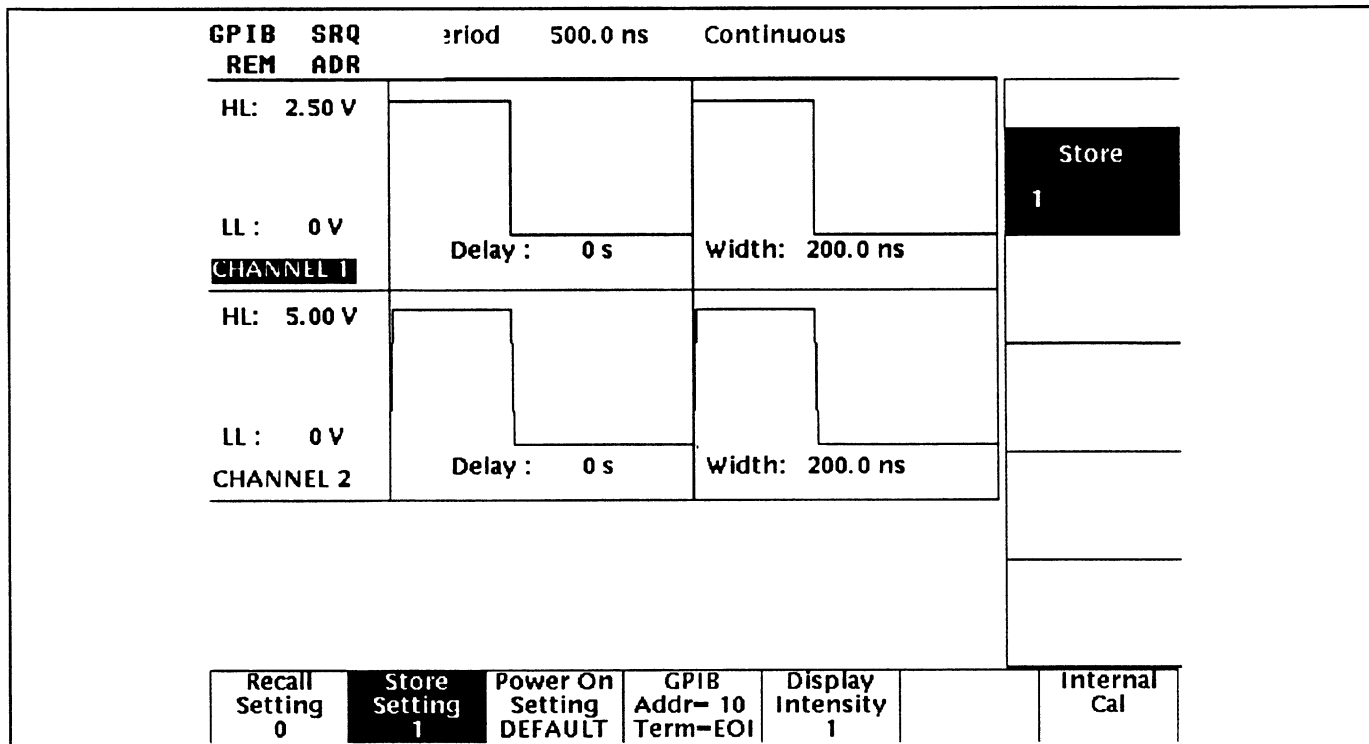 GPIB SRQ eriod 500.0 ns Continuous
REM ADR
HL: 2.50 V
LL : 0 V
Delay : 0 s Width: 200.0 ns
CHANNEL 1
HL: 5.00 V
LL : 0 V
Delay : 0 s Width: 200.0 ns
CHANNEL 2
Store
1
Recall
Setting
0
Store
Setting
1
Power On
Setting
DEFAULT
GPIB
Addr= 10
Term=EOI
Display
Intensity
1
Internal
Cal